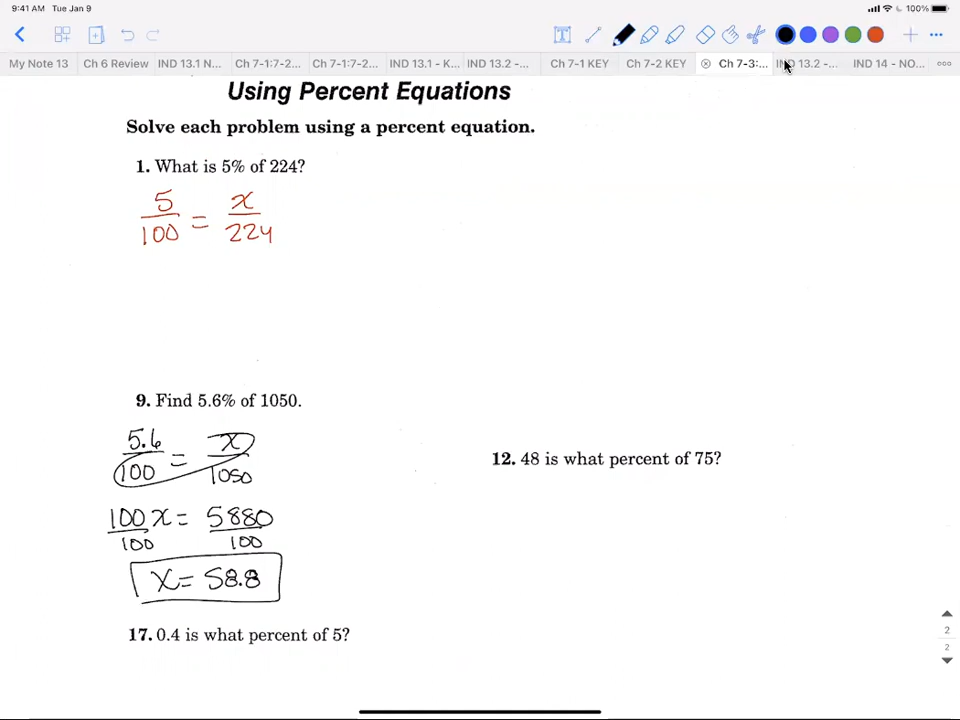 9:41 AM Tue Jan 9
100%
My Note 13
Ch 6 Review
IND 13.1 N...
Ch 7-1:7-2...
Ch 7-1:7-2...
IND 13.1 - K...
IND 13.2 -...
Ch 7-1 KEY
Ch 7-2 KEY
Ch 7-3:...
IND 13.2 -...
IND 14 - NO...
Using Percent Equations
Solve each problem using a percent equation.
1. What is 5% of 224?
5/100 = x/224
9. Find 5.6% of 1050.
5.6/100 = x/1050
100x/100 = 5880/100
x = 58.8
12. 48 is what percent of 75?
17. 0.4 is what percent of 5?
2
2